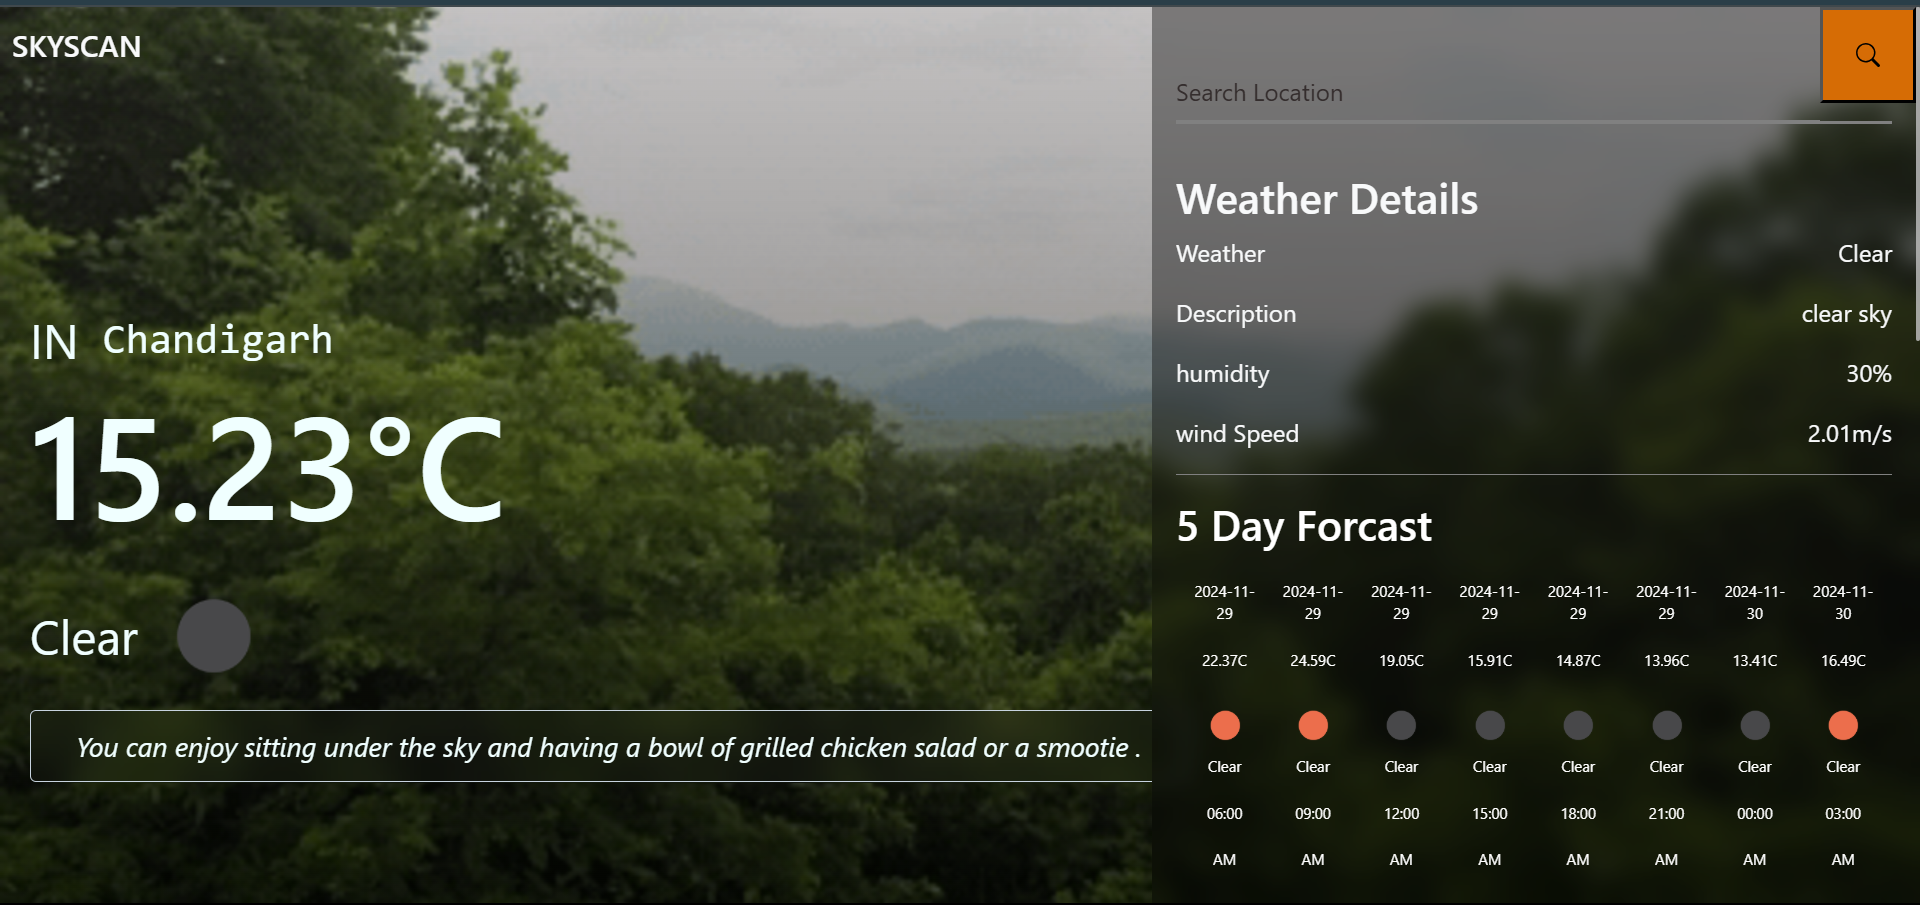 SKYSCAN
IN Chandigarh
15.23°C
Clear
You can enjoy sitting under the sky and having a bowl of grilled chicken salad or a smootie .
Search Location
Weather Details
Weather Clear
Description clear sky
humidity 30%
wind Speed 2.01m/s
5 Day Forcast
2024-11- 2024-11- 2024-11- 2024-11- 2024-11- 2024-11- 2024-11- 2024-11-
29 29 29 29 29 29 30 30
22.37C 24.59C 19.05C 15.91C 14.87C 13.96C 13.41C 16.49C
Clear Clear Clear Clear Clear Clear Clear Clear
06:00 09:00 12:00 15:00 18:00 21:00 00:00 03:00
AM AM AM AM AM AM AM AM